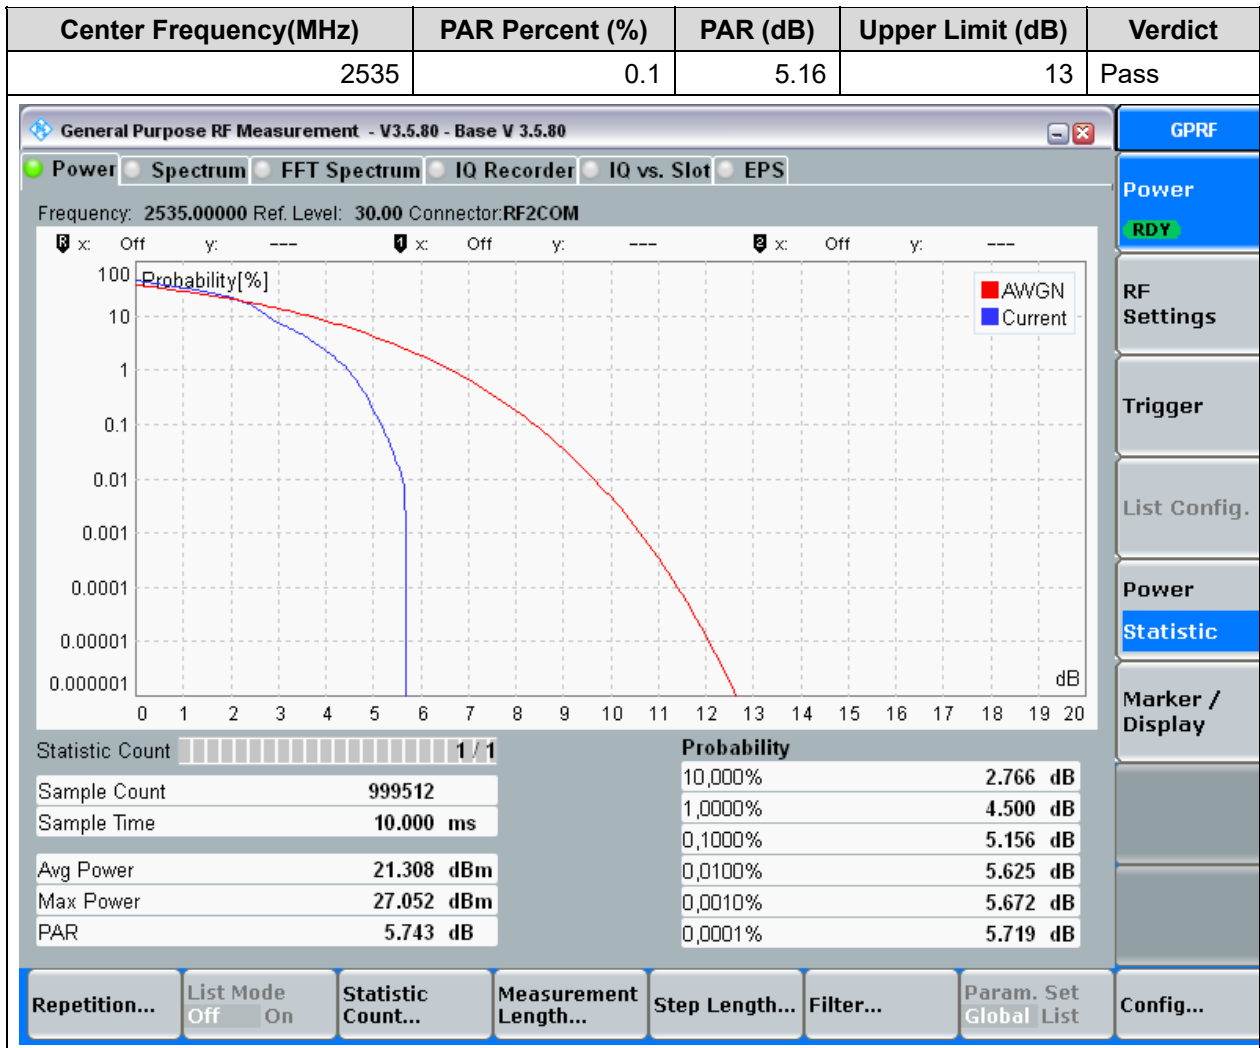 Center Frequency(MHz) PAR Percent (%) PAR (dB) Upper Limit (dB) Verdict
2535 0.1 5.16 13 Pass
General Purpose RF Measurement - V3.5.80 - Base V 3.5.80
GPRF
Power Spectrum FFT Spectrum IQ Recorder IQ vs. Slot EPS
Frequency: 2535.00000 Ref. Level: 30.00 Connector:RF2COM
R x: Off y: --- 1 x: Off y: --- 2 x: Off y: ---
Probability[%]
100
10
1
0.1
0.01
0.001
0.0001
0.00001
0.000001
AWGN
Current
dB
0 1 2 3 4 5 6 7 8 9 10 11 12 13 14 15 16 17 18 19 20
Statistic Count 1 / 1
Sample Count 999512
Sample Time 10.000 ms
Avg Power 21.308 dBm
Max Power 27.052 dBm
PAR 5.743 dB
Probability
10,000% 2.766 dB
1,0000% 4.500 dB
0,1000% 5.156 dB
0,0100% 5.625 dB
0,0010% 5.672 dB
0,0001% 5.719 dB
Power
RDY
RF
Settings
Trigger
List Config.
Power
Statistic
Marker /
Display
Repetition...
List Mode
Off On
Statistic
Count...
Measurement
Length...
Step Length...
Filter...
Param. Set
Global List
Config...